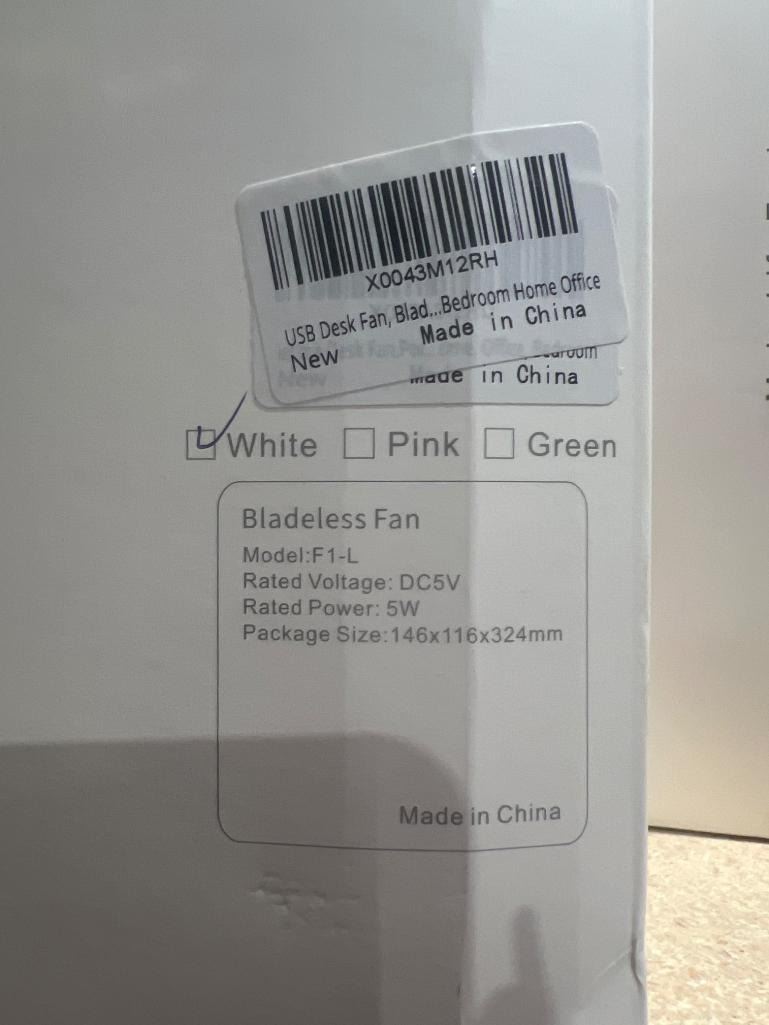 X0043M12RH
USB Desk Fan, Blad...Bedroom Home Office
New
Made in China
Made in China
White Pink Green
Bladeless Fan
Model:F1-L
Rated Voltage: DC5V
Rated Power: 5W
Package Size:146x116x324mm
Made in China